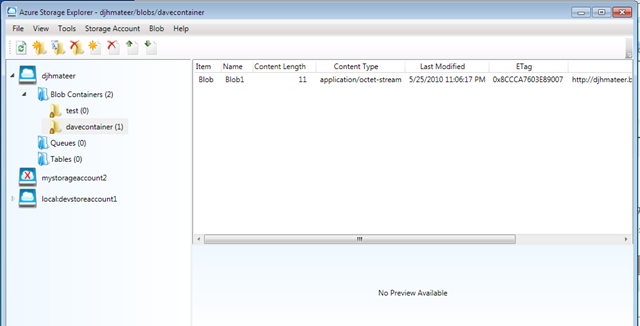 Azure Storage Explorer - djhmateer/blobs/davecontainer
File View Tools Storage Account Blob Help
djhmateer
Blob Containers (2)
test (0)
davecontainer (1)
Queues (0)
Tables (0)
mystorageaccount2
local:devstoreaccount1
Item Name Content Length Content Type Last Modified ETag
Blob Blob1 11 application/octet-stream 5/25/2010 11:06:17 PM 0x8CCCA7603E89007 http://djhmateer.b
No Preview Available